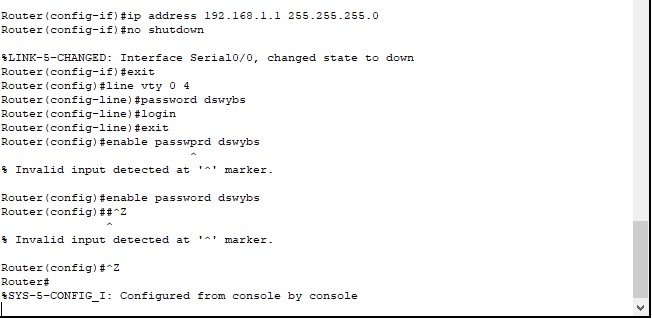 Router(config-if)#ip address 192.168.1.1 255.255.255.0
Router(config-if)#no shutdown
%LINK-5-CHANGED: Interface Serial0/0, changed state to down
Router(config-if)#exit
Router(config)#line vty 0 4
Router(config-line)#password dswybs
Router(config-line)#login
Router(config-line)#exit
Router(config)#enable passwprd dswybs
^
% Invalid input detected at '^' marker.
Router(config)#enable password dswybs
Router(config)##^Z
^
% Invalid input detected at '^' marker.
Router(config)#^Z
Router#
%SYS-5-CONFIG_I: Configured from console by console